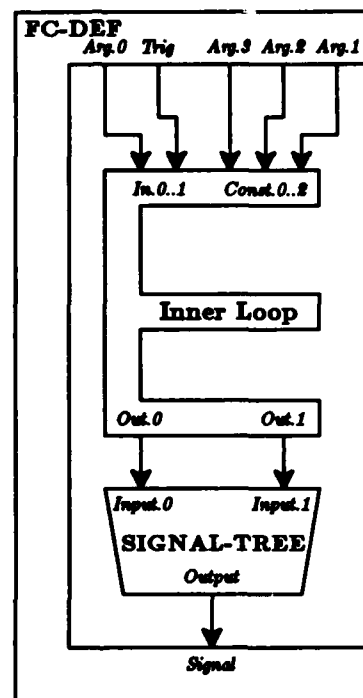 FC-DEF
Arg.0 Trig Arg.3 Arg.2 Arg.1
In.0..1 Const.0..2
Inner Loop
Out.0 Out.1
Input.0 Input.1
SIGNAL-TREE
Output
Signal